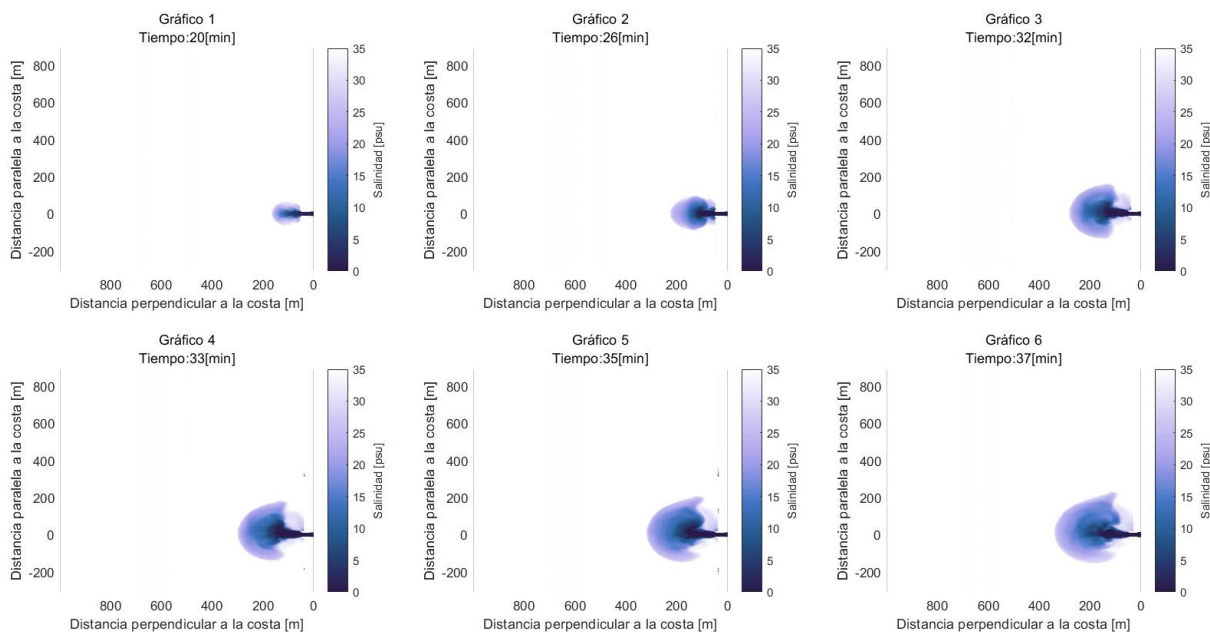 Gráfico 1
Tiempo:20[min]
Distancia paralela a la costa [m]
800
600
400
200
0
-200
800 600 400 200 0
Distancia perpendicular a la costa [m]
35
30
25
20
15
10
5
0
Salinidad [psu]
Gráfico 2
Tiempo:26[min]
Distancia paralela a la costa [m]
800
600
400
200
0
-200
800 600 400 200 0
Distancia perpendicular a la costa [m]
35
30
25
20
15
10
5
0
Salinidad [psu]
Gráfico 3
Tiempo:32[min]
Distancia paralela a la costa [m]
800
600
400
200
0
-200
800 600 400 200 0
Distancia perpendicular a la costa [m]
35
30
25
20
15
10
5
0
Salinidad [psu]
Gráfico 4
Tiempo:33[min]
Distancia paralela a la costa [m]
800
600
400
200
0
-200
800 600 400 200 0
Distancia perpendicular a la costa [m]
35
30
25
20
15
10
5
0
Salinidad [psu]
Gráfico 5
Tiempo:35[min]
Distancia paralela a la costa [m]
800
600
400
200
0
-200
800 600 400 200 0
Distancia perpendicular a la costa [m]
35
30
25
20
15
10
5
0
Salinidad [psu]
Gráfico 6
Tiempo:37[min]
Distancia paralela a la costa [m]
800
600
400
200
0
-200
800 600 400 200 0
Distancia perpendicular a la costa [m]
35
30
25
20
15
10
5
0
Salinidad [psu]